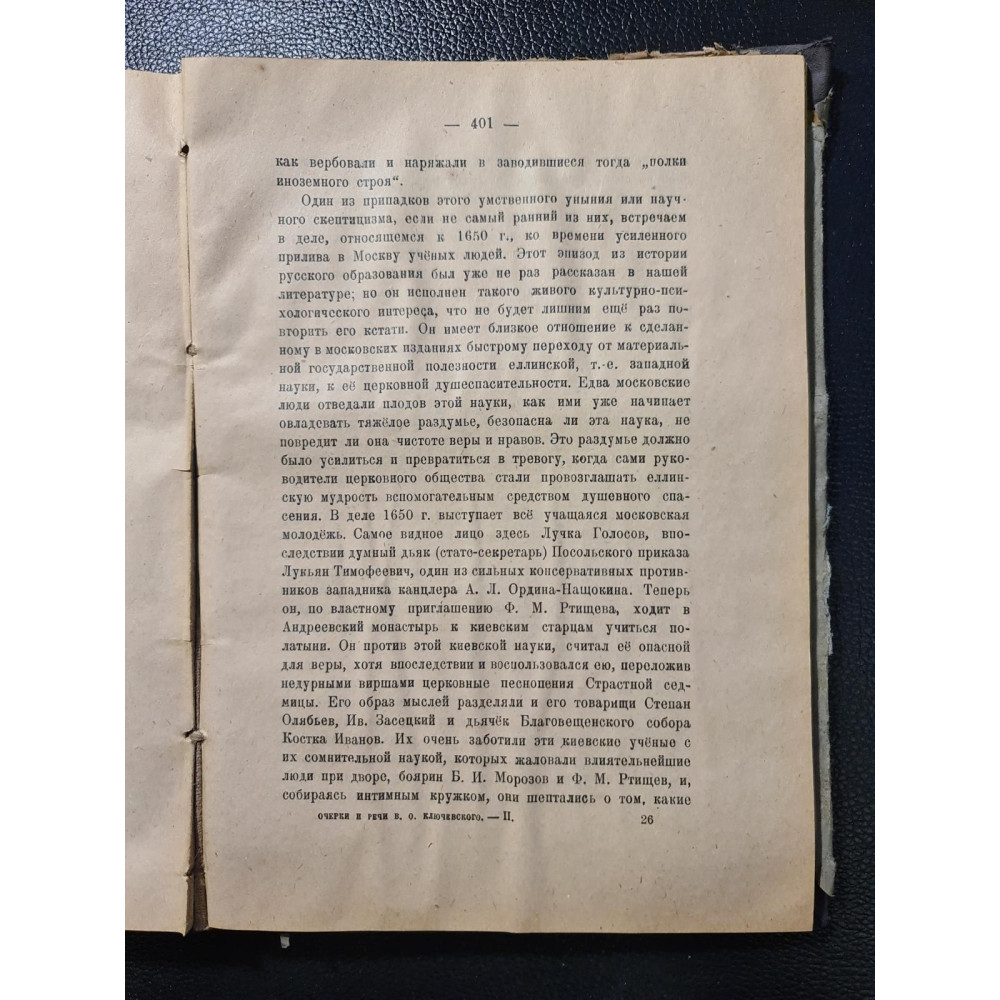 — 401 —
как вербовали и наряжали в заводившиеся тогда „полки
иноземного строя“.
Один из припадков этого умственного уныния или науч-
ного скептицизма, если не самый ранний из них, встречаем
в деле, относящемся к 1650 г., ко времени усиленного
прилива в Москву учёных людей. Этот эпизод из истории
русского образования был уже не раз рассказан в нашей
литературе; но он исполнен такого живого культурно-пси-
хологического интереса, что не будет лишним ещё раз по-
вторить его кстати. Он имеет близкое отношение к сделан-
ному в московских изданиях быстрому переходу от материаль-
ной государственной полезности еллинской, т.-е. западной
науки, к её церковной душеспасительности. Едва московские
люди отведали плодов этой науки, как ими уже начинает
овладевать тяжёлое раздумье, безопасна ли эта наука, не
повредит ли она чистоте веры и нравов. Это раздумье должно
было усилиться и превратиться в тревогу, когда сами руко-
водители церковного общества стали провозглашать еллин-
скую мудрость вспомогательным средством душевного спа-
сения. В деле 1650 г. выступает всё учащаяся московская
молодёжь. Самое видное лицо здесь Лучка Голосов, впо-
следствии думный дьяк (статс-секретарь) Посольского приказа
Лукьян Тимофеевич, один из сильных консервативных против-
ников западника канцлера А. Л. Ордина-Нащокина. Теперь
он, по властному приглашению Ф. М. Ртищева, ходит в
Андреевский монастырь к киевским старцам учиться по-
латыни. Он против этой киевской науки, считал её опасной
для веры, хотя впоследствии и воспользовался ею, переложив
недурными виршами церковные песнопения Страстной сед-
мицы. Его образ мыслей разделяли и его товарищи Степан
Олябьев, Ив. Засецкий и дьячёк Благовещенского собора
Костка Иванов. Их очень заботили эти киевские учёные с
их сомнительной наукой, которых жаловали влиятельнейшие
люди при дворе, боярин Б. И. Морозов и Ф. М. Ртищев, и,
собираясь интимным кружком, они шептались о том, какие
ОЧЕРКИ И РЕЧИ В. О. КЛЮЧЕВСКОГО. — II. 26